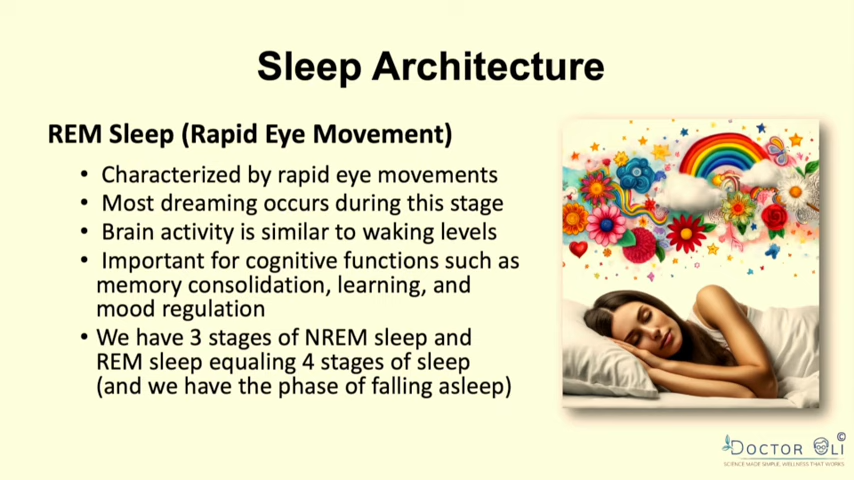 Sleep Architecture
REM Sleep (Rapid Eye Movement)
• Characterized by rapid eye movements
• Most dreaming occurs during this stage
• Brain activity is similar to waking levels
• Important for cognitive functions such as
memory consolidation, learning, and
mood regulation
• We have 3 stages of NREM sleep and
REM sleep equaling 4 stages of sleep
(and we have the phase of falling asleep)
DOCTOR OLI ©
SCIENCE MADE SIMPLE, WELLNESS THAT WORKS